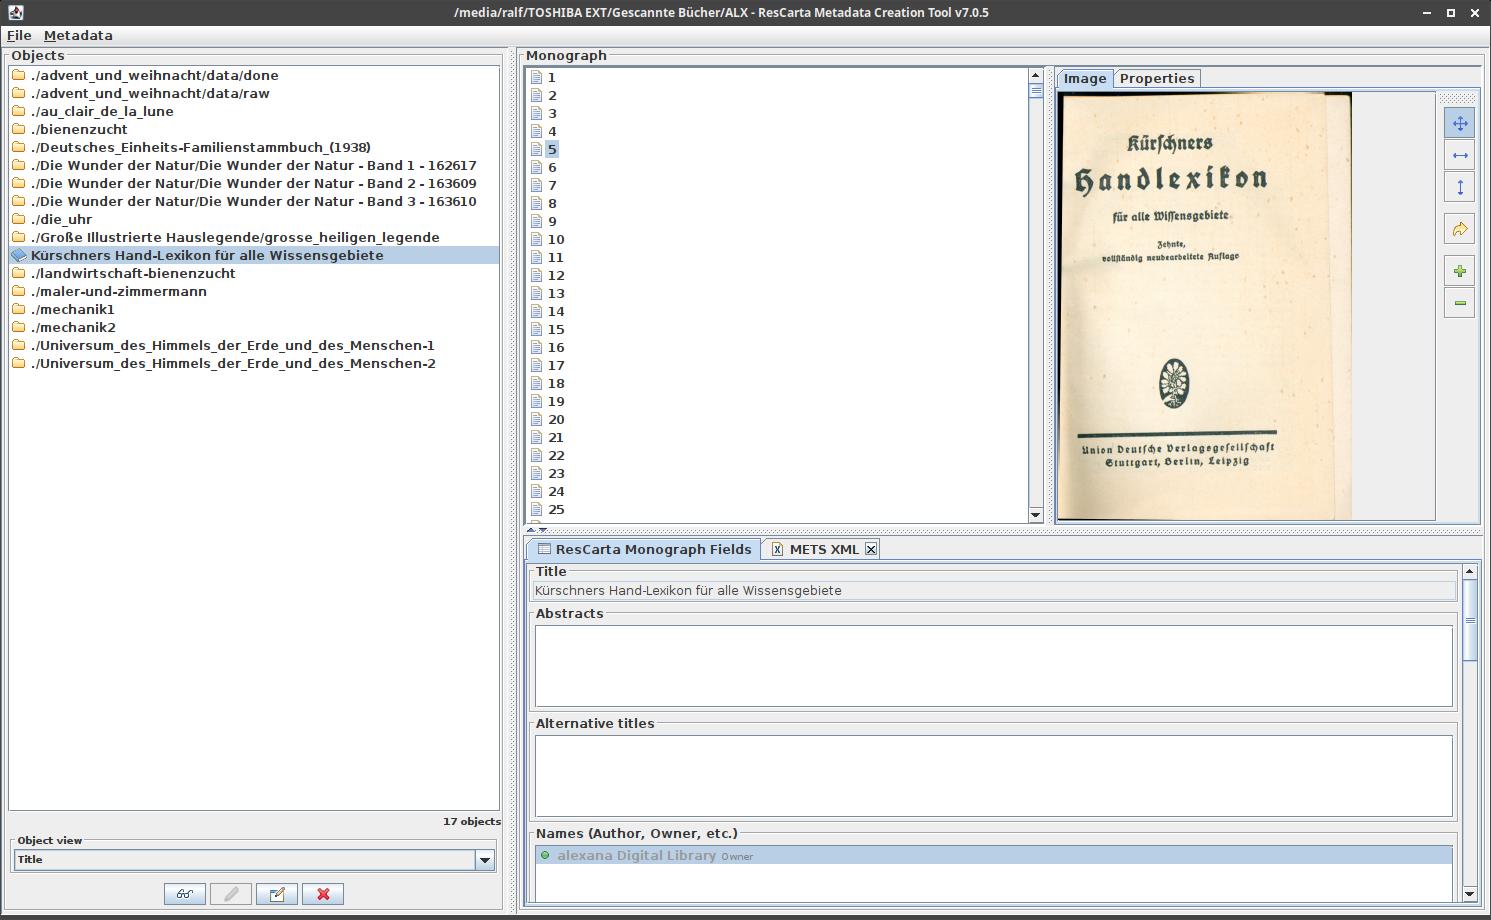 /media/ralf/TOSHIBA EXT/Gescannte Bücher/ALX - ResCarta Metadata Creation Tool v7.0.5
File Metadata
Objects
./advent_und_weihnacht/data/done
./advent_und_weihnacht/data/raw
./au_clair_de_la_lune
./bienenzucht
./Deutsches_Einheits-Familienstammbuch_(1938)
./Die Wunder der Natur/Die Wunder der Natur - Band 1 - 162617
./Die Wunder der Natur/Die Wunder der Natur - Band 2 - 163609
./Die Wunder der Natur/Die Wunder der Natur - Band 3 - 163610
./die_uhr
./Große Illustrierte Hauslegende/grosse_heiligen_legende
Kürschners Hand-Lexikon für alle Wissensgebiete
./landwirtschaft-bienenzucht
./maler-und-zimmermann
./mechanik1
./mechanik2
./Universum_des_Himmels_der_Erde_und_des_Menschen-1
./Universum_des_Himmels_der_Erde_und_des_Menschen-2
17 objects
Object view
Title
Monograph
1
2
3
4
5
6
7
8
9
10
11
12
13
14
15
16
17
18
19
20
21
22
23
24
25
Image Properties
Kürſchners
Handlexikon
für alle Wiſſensgebiete
Zehnte,
vollſtändig neubearbeitete Auflage
Union Deutſche Verlagsgeſellſchaft
Stuttgart, Berlin, Leipzig
ResCarta Monograph Fields METS XML
Title
Kürschners Hand-Lexikon für alle Wissensgebiete
Abstracts
Alternative titles
Names (Author, Owner, etc.)
alexana Digital Library Owner